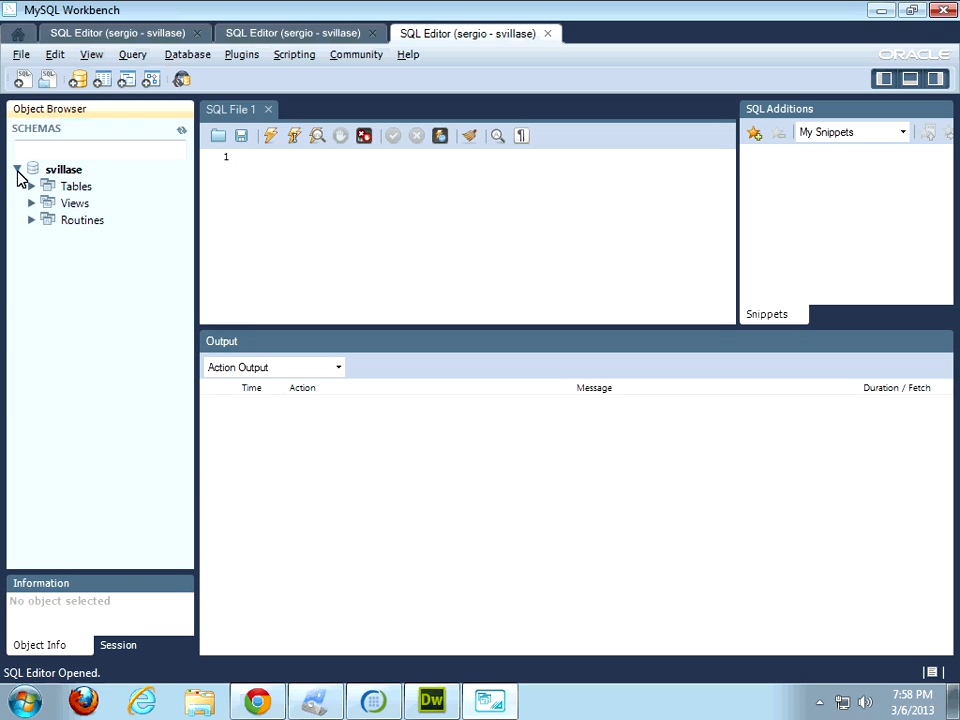 MySQL Workbench
SQL Editor (sergio - svillase)
SQL Editor (sergio - svillase)
SQL Editor (sergio - svillase)
File Edit View Query Database Plugins Scripting Community Help
ORACLE
Object Browser
SCHEMAS
svillase
Tables
Views
Routines
SQL File 1
1
SQL Additions
My Snippets
Snippets
Output
Action Output
Time Action Message Duration / Fetch
Information
No object selected
Object Info Session
SQL Editor Opened.
Dw
7:58 PM
3/6/2013